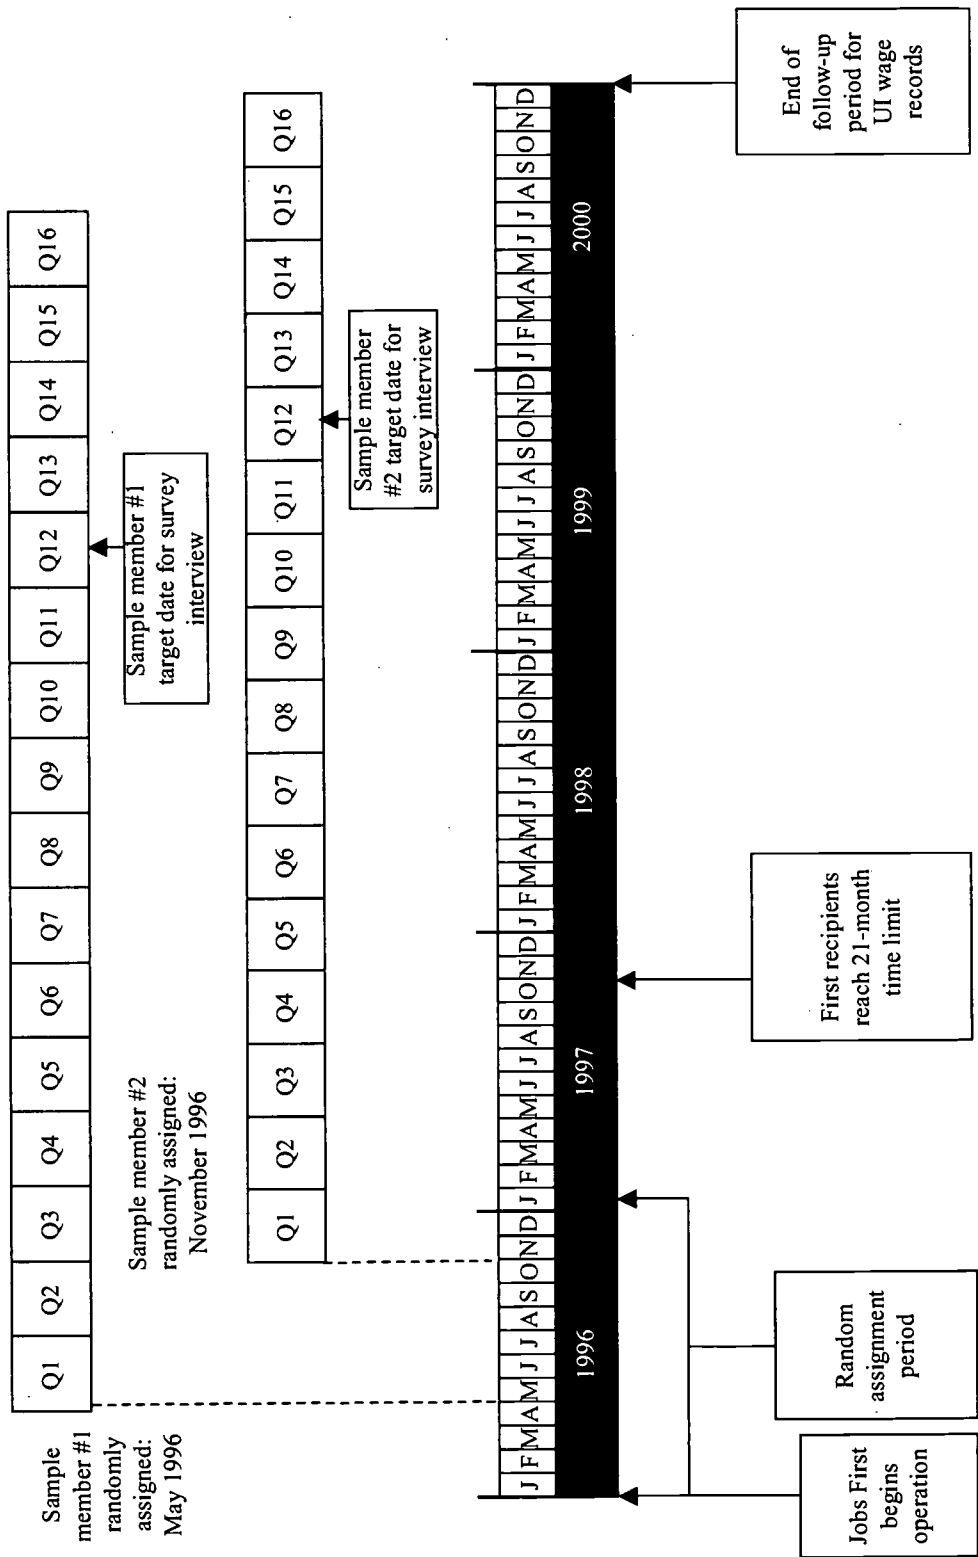 Sample
member #1
randomly
assigned:
May 1996
Q1 Q2 Q3 Q4 Q5 Q6 Q7 Q8 Q9 Q10 Q11 Q12 Q13 Q14 Q15 Q16
Sample member #1
target date for survey
interview
Sample member #2
randomly assigned:
November 1996
Q1 Q2 Q3 Q4 Q5 Q6 Q7 Q8 Q9 Q10 Q11 Q12 Q13 Q14 Q15 Q16
Sample member
#2 target date for
survey interview
J F M A M J J A S O N D J F M A M J J A S O N D J F M A M J J A S O N D J F M A M J J A S O N D J F M A M J J A S O N D
1996 1997 1998 1999 2000
Jobs First
begins
operation
Random
assignment
period
First recipients
reach 21-month
time limit
End of
follow-up
period for
UI wage
records